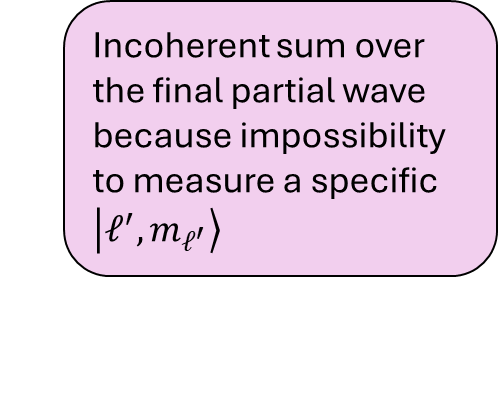 Incoherent sum over
the final partial wave
because impossibility
to measure a specific
|ℓ′, m_ℓ′⟩